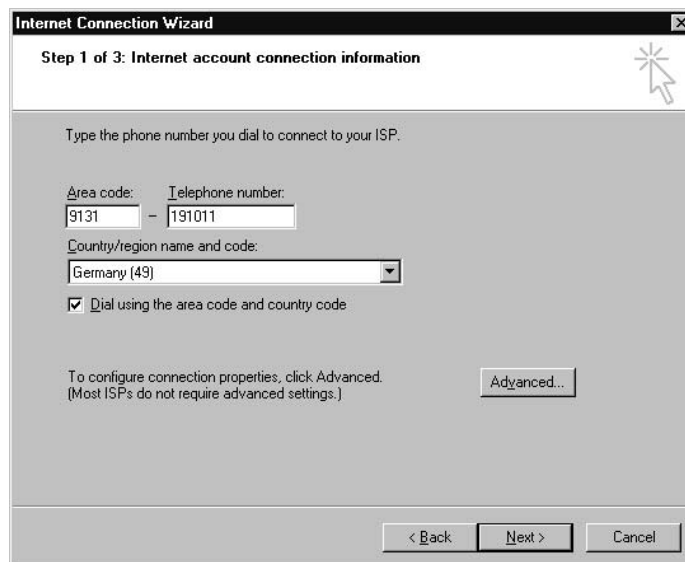 Internet Connection Wizard
Step 1 of 3: Internet account connection information
Type the phone number you dial to connect to your ISP.
Area code: Telephone number:
9131 – 191011
Country/region name and code:
Germany (49)
Dial using the area code and country code
To configure connection properties, click Advanced.
(Most ISPs do not require advanced settings.)
Advanced...
< Back Next > Cancel